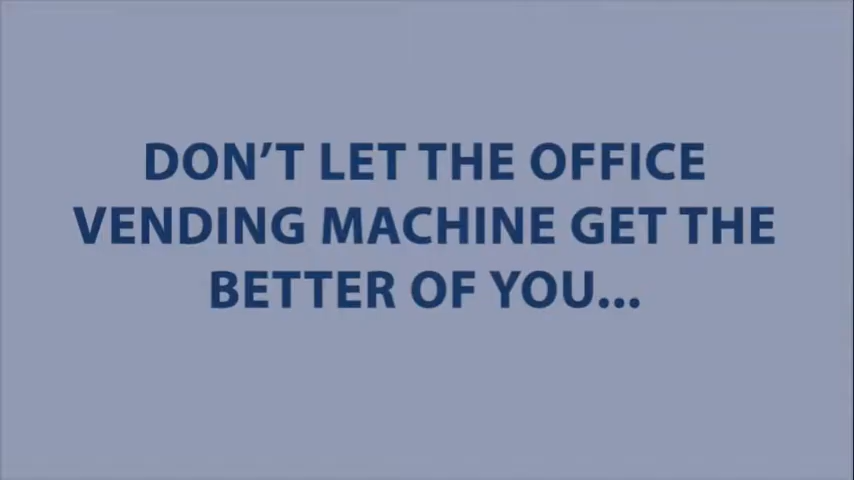 DON’T LET THE OFFICE
VENDING MACHINE GET THE
BETTER OF YOU...